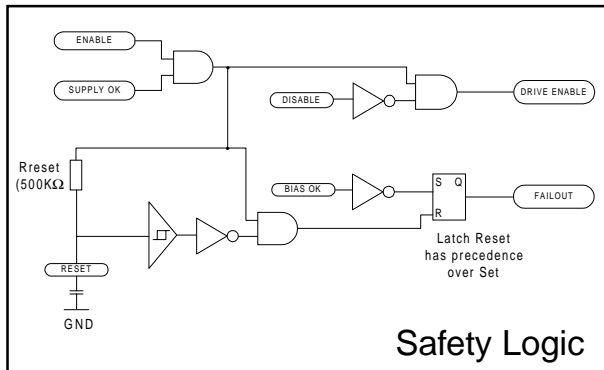 ENABLE
SUPPLY OK
DISABLE
DRIVE ENABLE
Rreset
(500KΩ
BIAS OK
S Q
R
FAILOUT
RESET
GND
Latch Reset
has precedence
over Set
Safety Logic